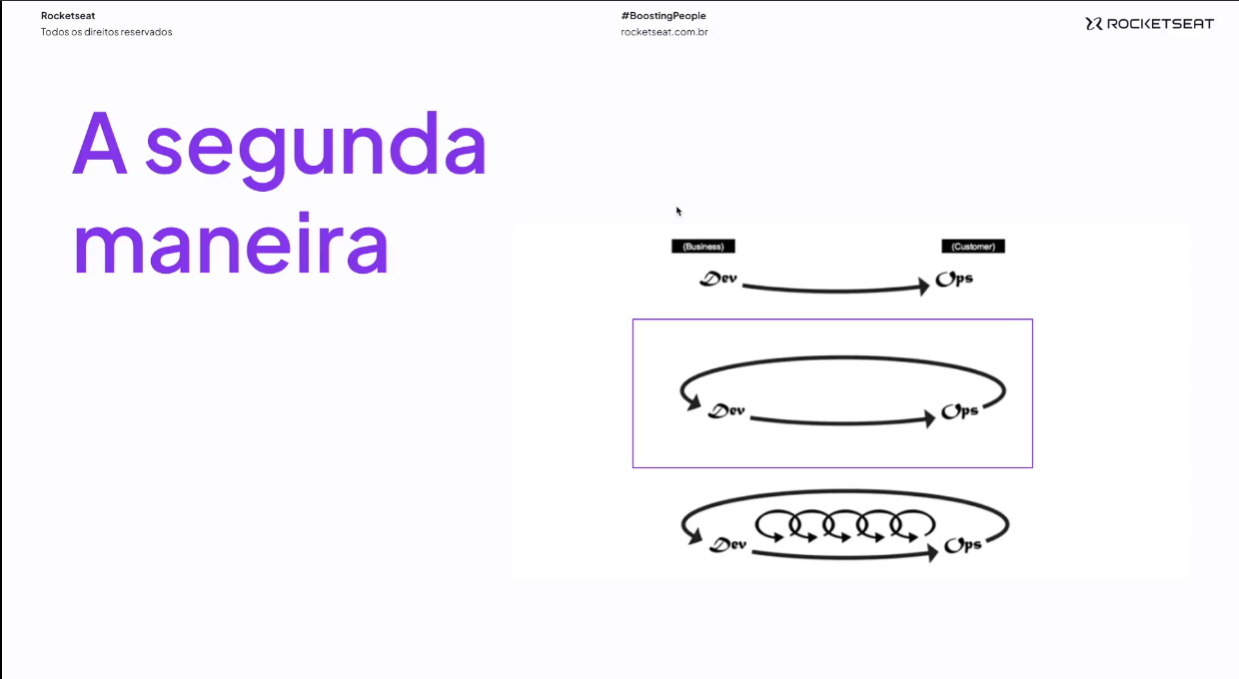 Rocketseat
Todos os direitos reservados
#BoostingPeople
rocketseat.com.br
ROCKETSEAT
A segunda
maneira
(Business)
(Customer)
Dev
Ops
Dev
Ops
Dev
Ops